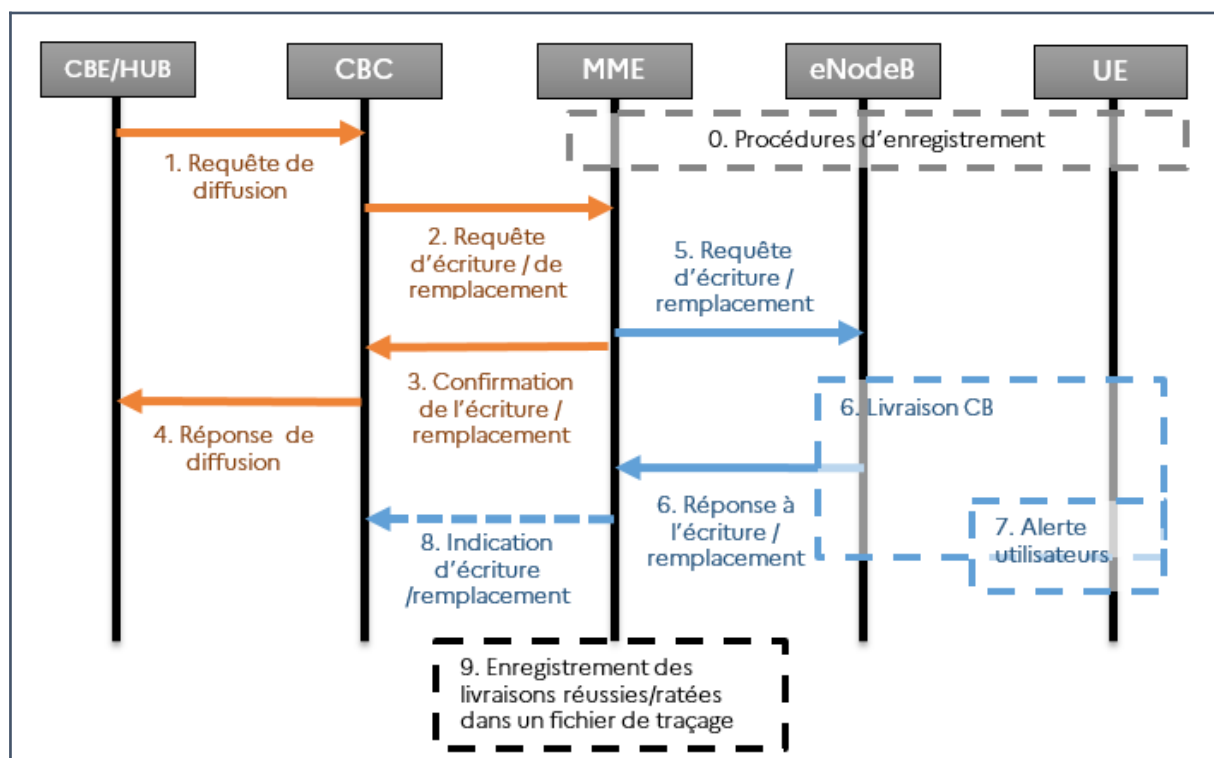 CBE/HUB
CBC
MME
eNodeB
UE
0. Procédures d'enregistrement
1. Requête de
diffusion
2. Requête
d'écriture / de
remplacement
5. Requête
d'écriture /
remplacement
3. Confirmation
de l'écriture /
remplacement
4. Réponse de
diffusion
6. Livraison CB
6. Réponse à
l'écriture /
remplacement
7. Alerte
utilisateurs
8. Indication
d'écriture
/remplacement
9. Enregistrement des
livraisons réussies/ratées
dans un fichier de traçage